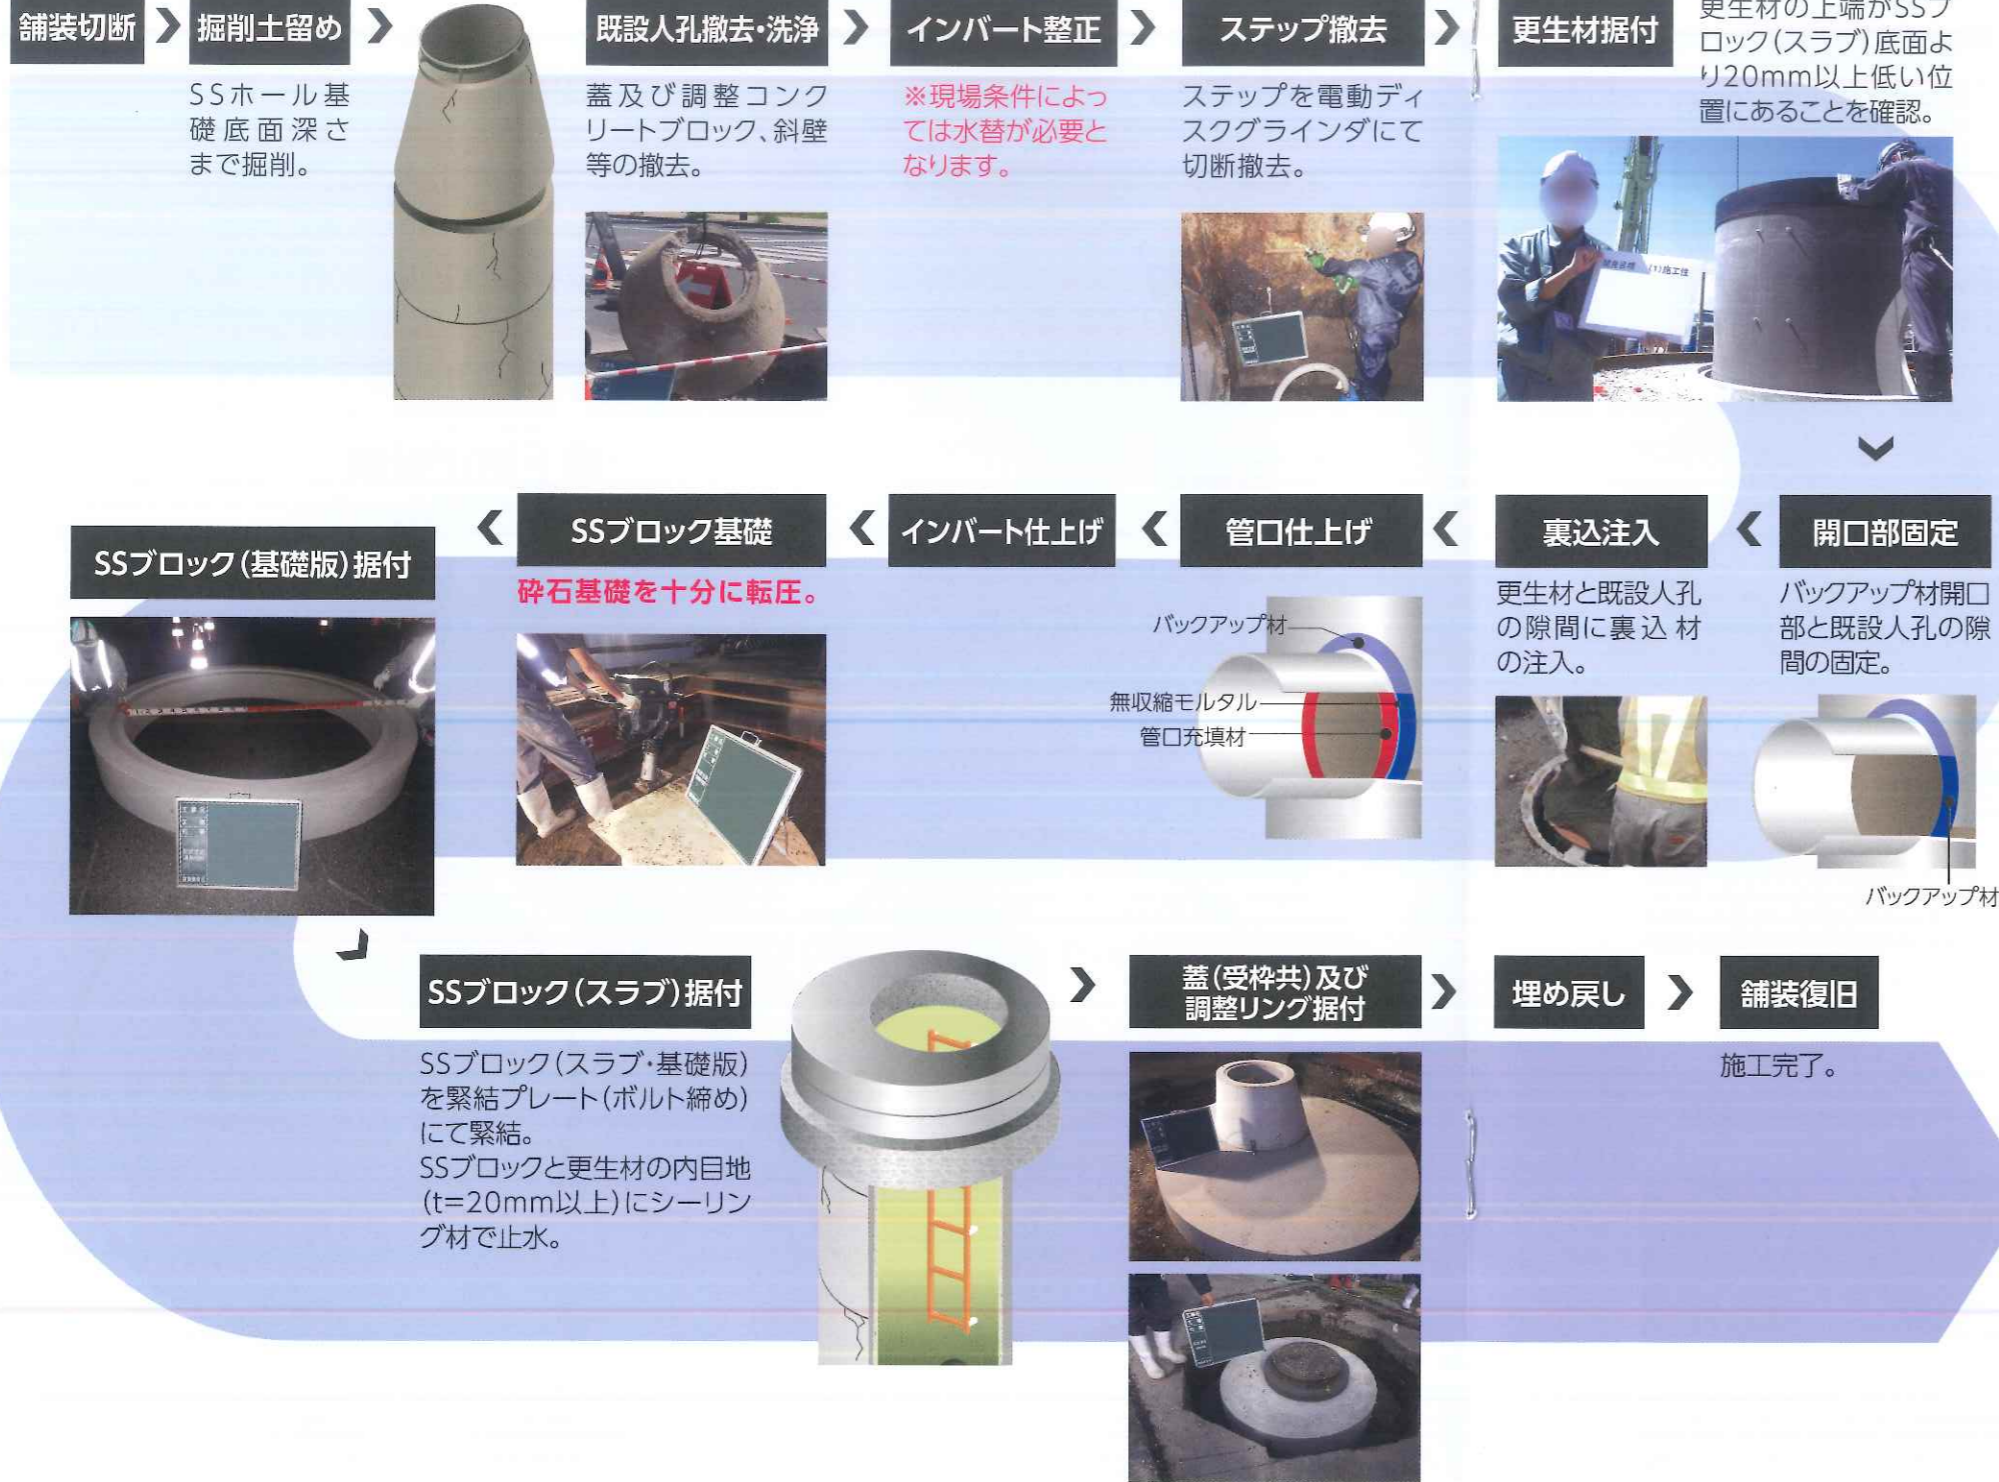 舗装切断
掘削土留め
SSホール基
礎底面深さ
まで掘削。
既設人孔撤去・洗浄
蓋及び調整コンク
リートブロック、斜壁
等の撤去。
インバート整正
※現場条件によっ
ては水替が必要と
なります。
ステップ撤去
ステップを電動ディ
スクグラインダにて
切断撤去。
更生材据付
更生材の上端がSSブ
ロック(スラブ)底面よ
り20mm以上低い位
置にあることを確認。
(1)施工性
開口部固定
バックアップ材開口
部と既設人孔の隙
間の固定。
バックアップ材
裏込注入
更生材と既設人孔
の隙間に裏込材
の注入。
管口仕上げ
バックアップ材
無収縮モルタル
管口充填材
インバート仕上げ
SSブロック基礎
砕石基礎を十分に転圧。
SSブロック(基礎版)据付
SSブロック(スラブ)据付
SSブロック(スラブ・基礎版)
を緊結プレート(ボルト締め)
にて緊結。
SSブロックと更生材の内目地
(t=20mm以上)にシーリン
グ材で止水。
蓋(受枠共)及び
調整リング据付
埋め戻し
舗装復旧
施工完了。